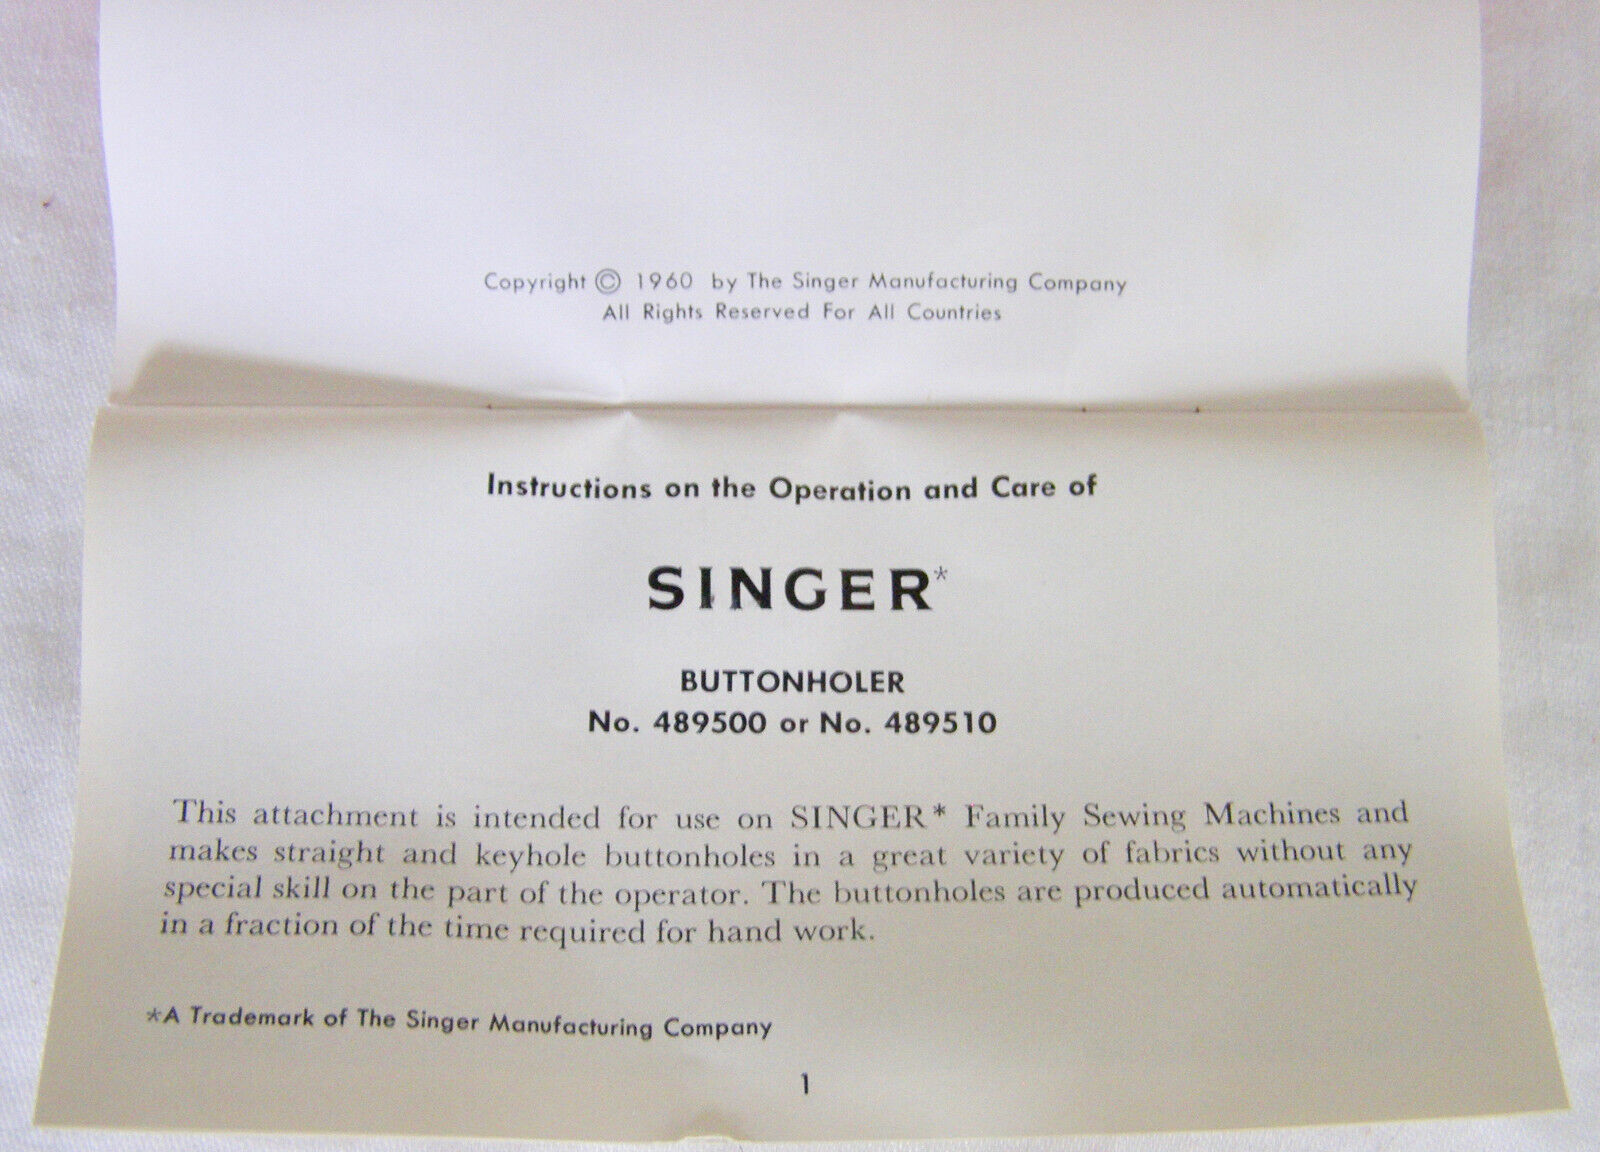 Copyright © 1960 by The Singer Manufacturing Company
All Rights Reserved For All Countries
Instructions on the Operation and Care of
SINGER*
BUTTONHOLER
No. 489500 or No. 489510
This attachment is intended for use on SINGER* Family Sewing Machines and
makes straight and keyhole buttonholes in a great variety of fabrics without any
special skill on the part of the operator. The buttonholes are produced automatically
in a fraction of the time required for hand work.
*A Trademark of The Singer Manufacturing Company
1